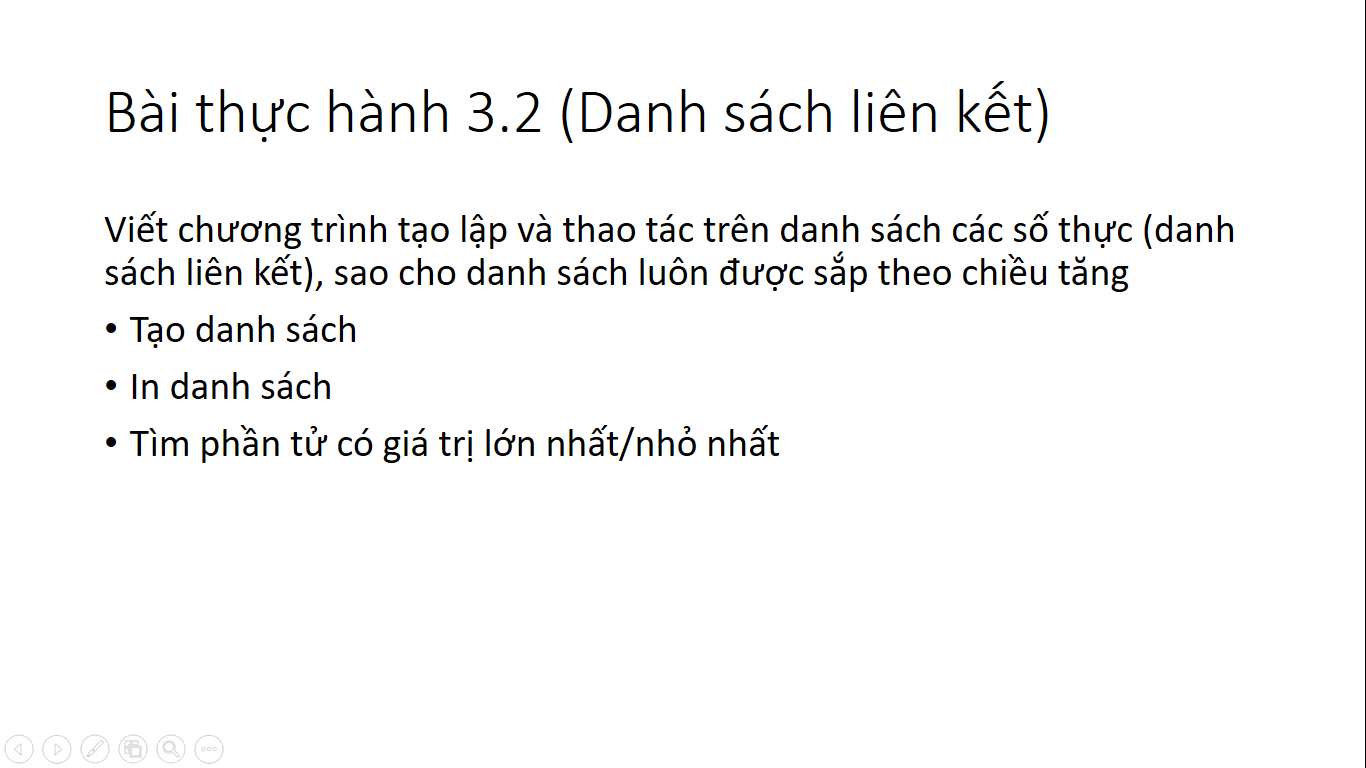 Bài thực hành 3.2 (Danh sách liên kết)
Viết chương trình tạo lập và thao tác trên danh sách các số thực (danh
sách liên kết), sao cho danh sách luôn được sắp theo chiều tăng
• Tạo danh sách
• In danh sách
• Tìm phần tử có giá trị lớn nhất/nhỏ nhất